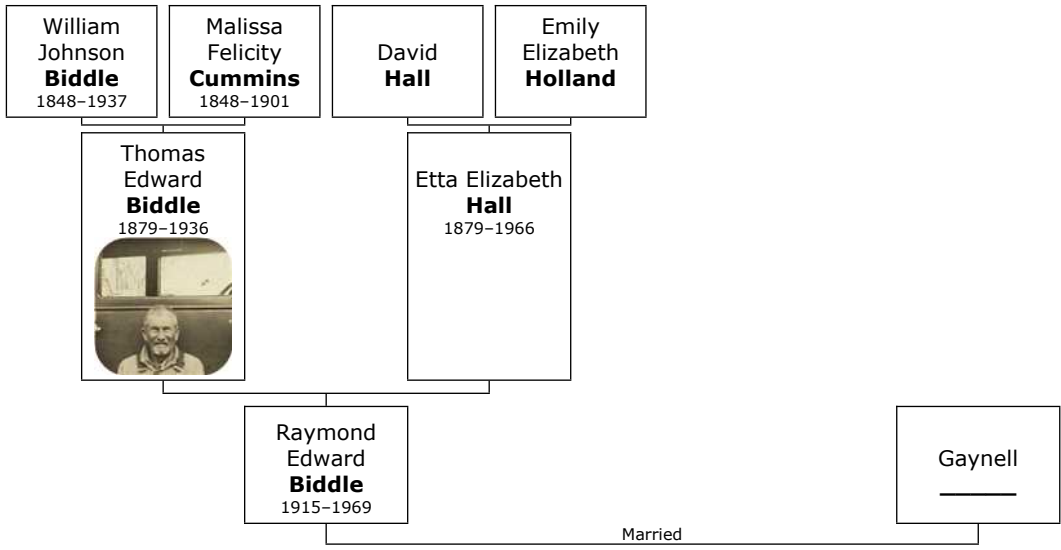 William
Johnson
Biddle
1848–1937
Malissa
Felicity
Cummins
1848–1901
David
Hall
Emily
Elizabeth
Holland
Thomas
Edward
Biddle
1879–1936
Etta Elizabeth
Hall
1879–1966
Raymond
Edward
Biddle
1915–1969
Gaynell
______
Married